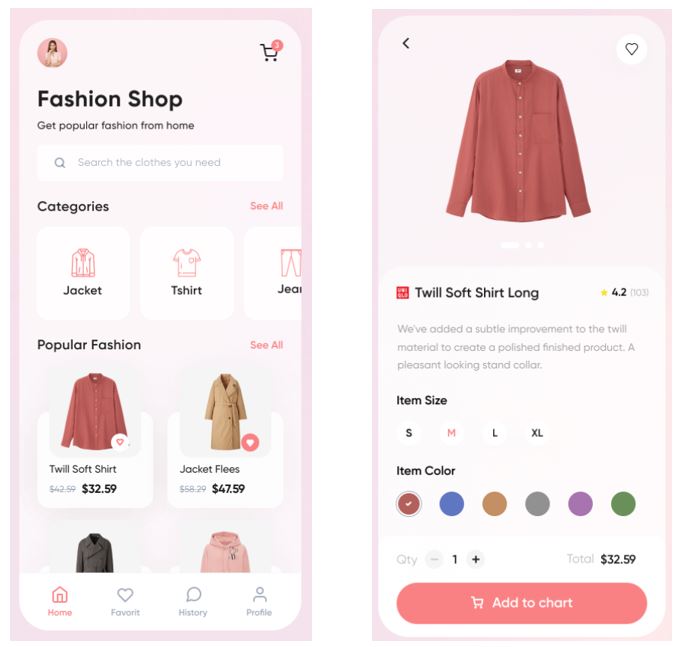 3
Fashion Shop
Get popular fashion from home
Search the clothes you need
Categories
See All
Jacket
Tshirt
Jean
Popular Fashion
See All
Twill Soft Shirt
$42.59 $32.59
Jacket Flees
$58.29 $47.59
Home
Favorit
History
Profile
UNI
QLO
Twill Soft Shirt Long
4.2 (103)
We've added a subtle improvement to the twill
material to create a polished finished product. A
pleasant looking stand collar.
Item Size
S
M
L
XL
Item Color
Qty
1
Total $32.59
Add to chart